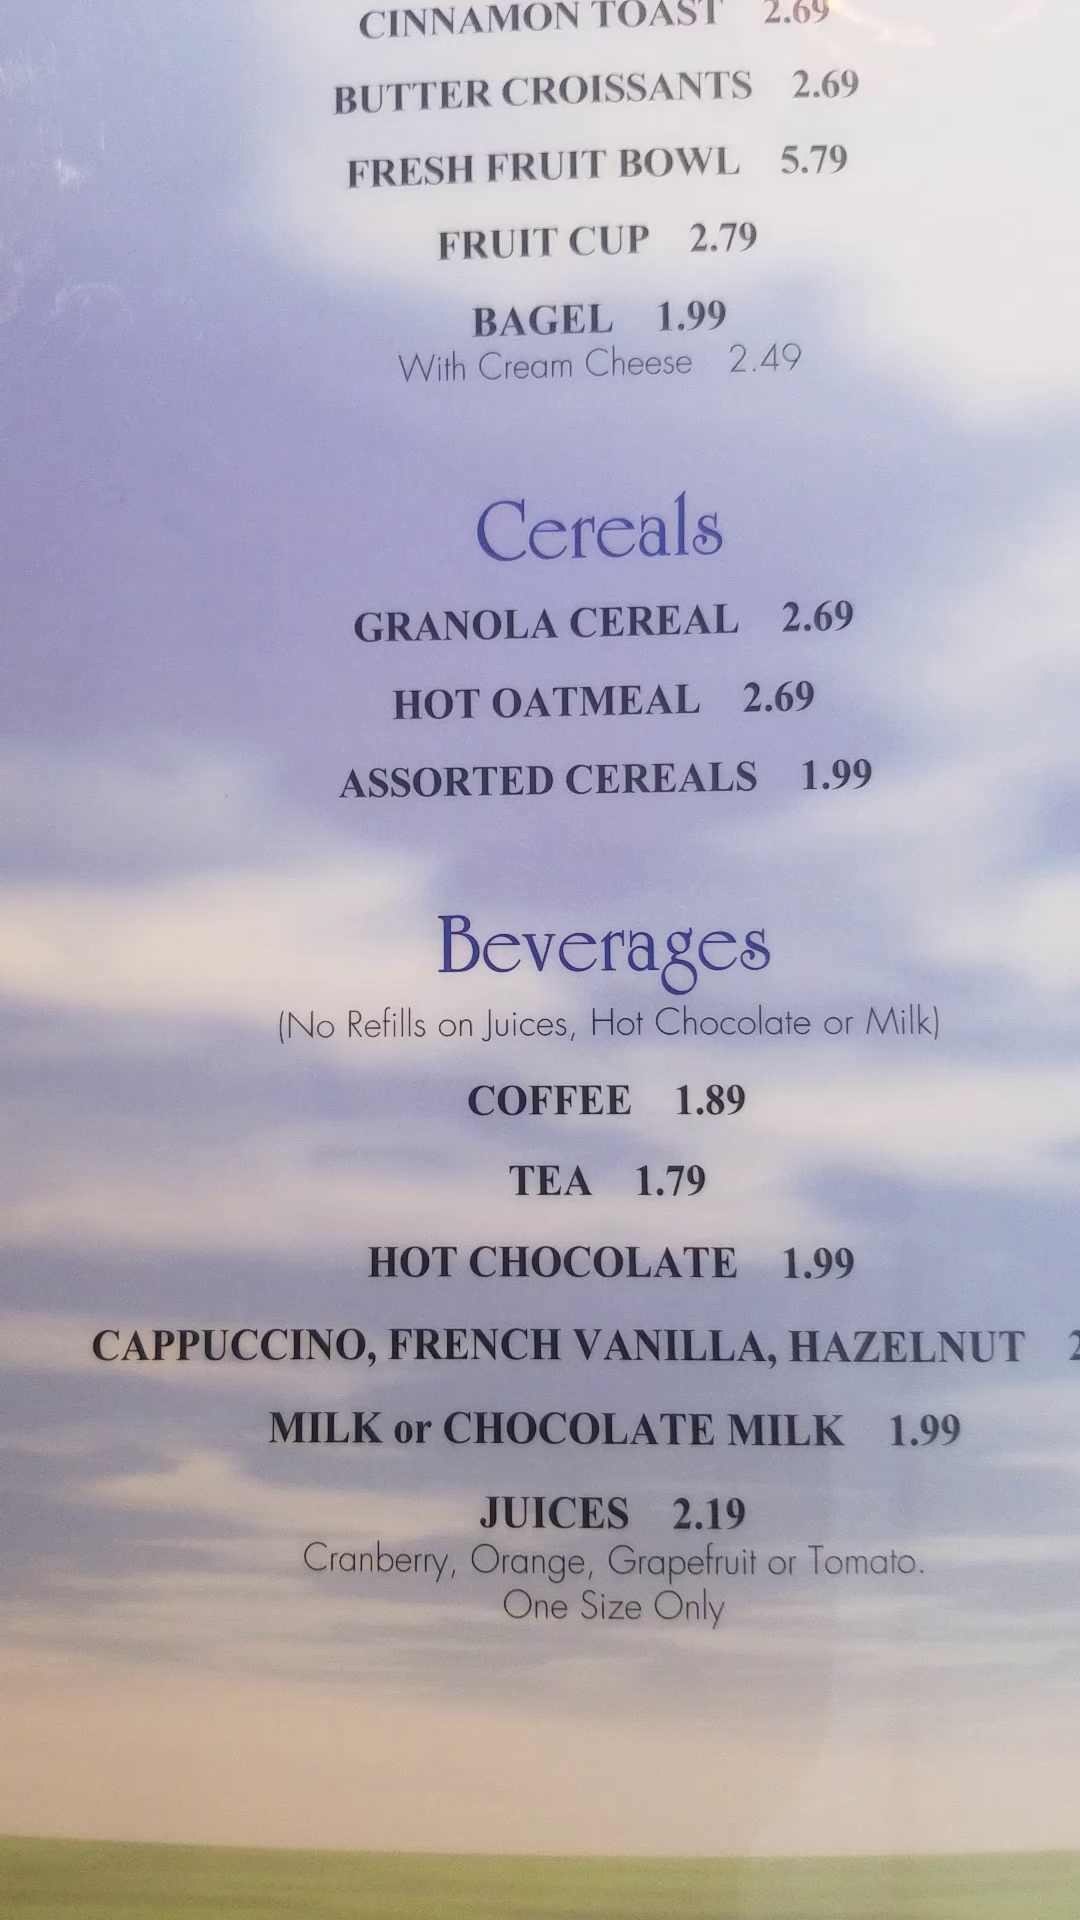 CINNAMON TOAST 2.69
BUTTER CROISSANTS 2.69
FRESH FRUIT BOWL 5.79
FRUIT CUP 2.79
BAGEL 1.99
With Cream Cheese 2.49
Cereals
GRANOLA CEREAL 2.69
HOT OATMEAL 2.69
ASSORTED CEREALS 1.99
Beverages
(No Refills on Juices, Hot Chocolate or Milk)
COFFEE 1.89
TEA 1.79
HOT CHOCOLATE 1.99
CAPPUCCINO, FRENCH VANILLA, HAZELNUT
MILK or CHOCOLATE MILK 1.99
JUICES 2.19
Cranberry, Orange, Grapefruit or Tomato.
One Size Only